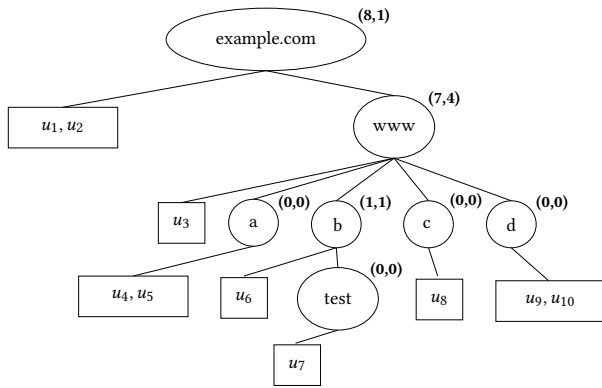 (8,1)
example.com
(7,4)
u1, u2
www
(0,0) (1,1) (0,0) (0,0)
u3 a b c d
(0,0)
u4, u5 u6 test u8 u9, u10
u7